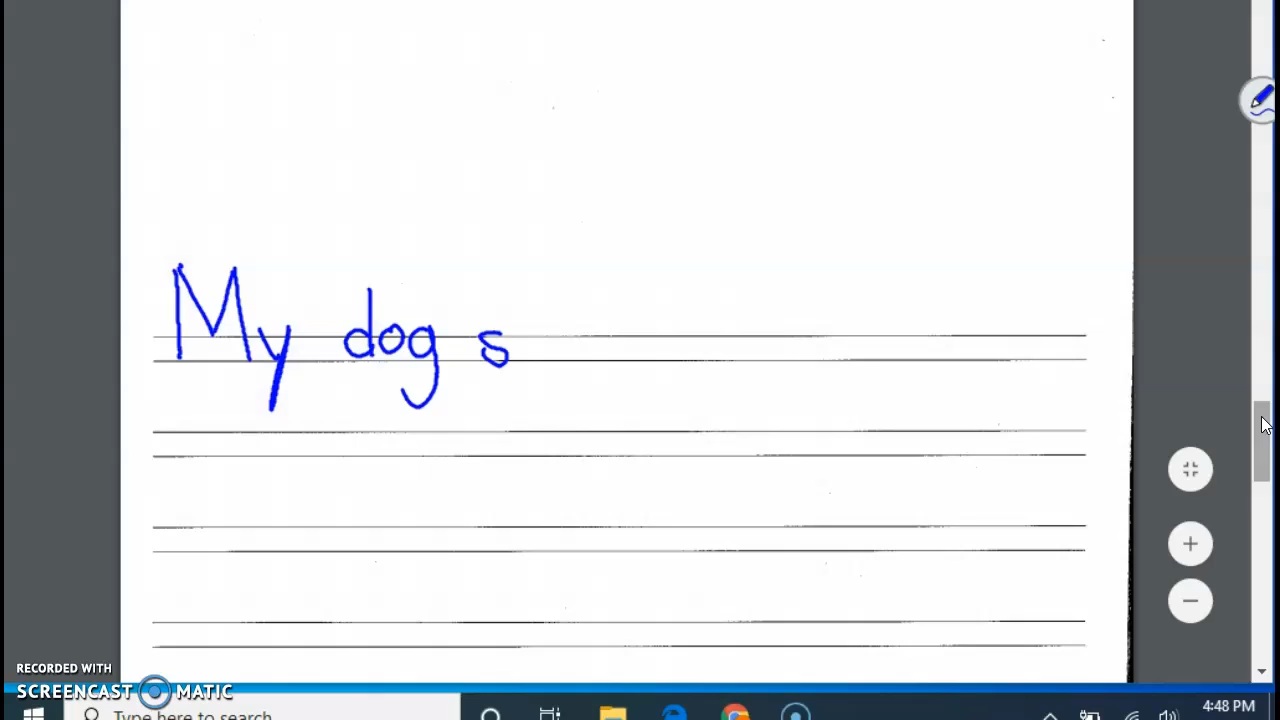 My dog s
RECORDED WITH
SCREENCAST MATIC
Type here to search
4:48 PM